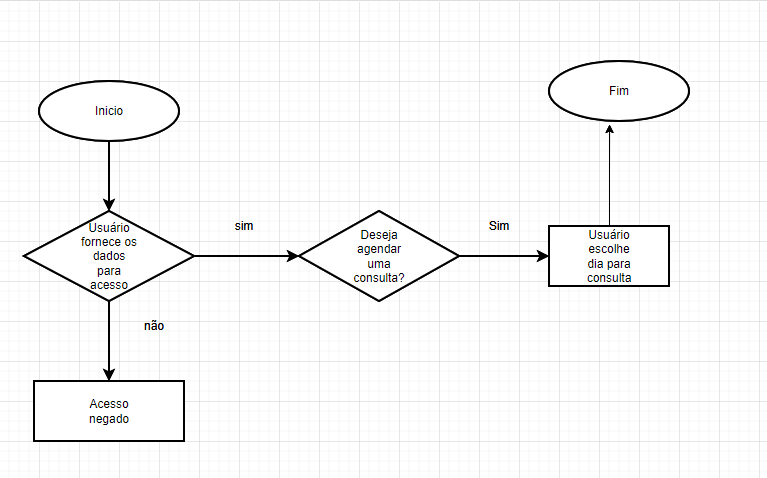 Inicio
Usuário
fornece os
dados
para
acesso
sim
Deseja
agendar
uma
consulta?
Sim
Usuário
escolhe
dia para
consulta
Fim
não
Acesso
negado